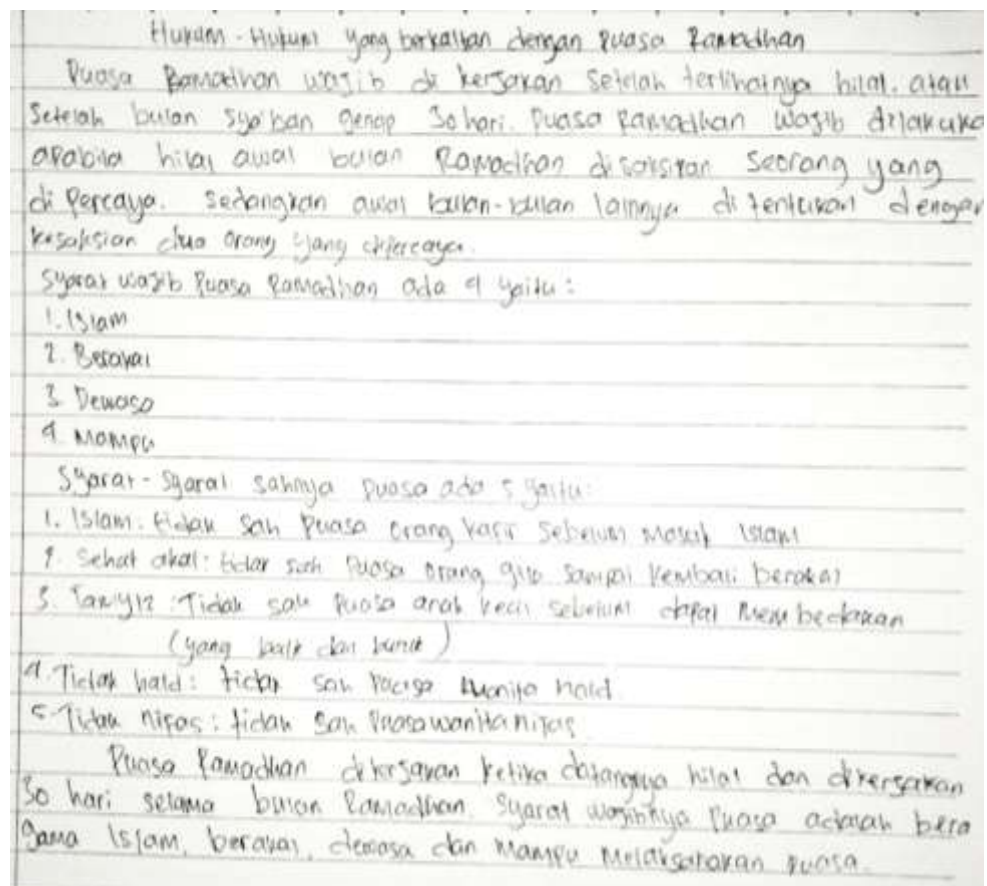 Hukum - Hukum yang berkaitan dengan Puasa Ramadhan
Puasa Ramadhan wajib di kerjakan setelah terlihatnya hilal. atau
Setelah bulan Sya'ban genap 30 hari. Puasa Ramadhan wajib dilakuka
apabila hilal awal bulan Ramadhan di saksikan Seorang yang
di Percaya. Sedangkan awal bulan-bulan lainnya di tentukan dengan
kesaksian dua orang yang dipercaya.
Syarat wajib Puasa Ramadhan ada 4 yaitu :
1. Islam
2. Berakal
3. Dewasa
4. Mampu
Syarat - Syarat sahnya puasa ada 5 yaitu:
1. Islam: tidak sah Puasa orang kafir sebelum masuk Islam
2. Sehat akal: tidak sah Puasa orang gila sampai kembali berakal
3. Tamyiz : Tidak sah Puasa anak kecil sebelum dapat membedakan
(yang baik dan buruk)
4. Tidak haid: tidak sah Puasa wanita haid
5. Tidak nifas: tidak sah Puasa wanita nifas
Puasa Ramadhan dikerjakan ketika datangnya hilal dan dikerjakan
30 hari selama bulan Ramadhan. Syarat wajibnya Puasa adalah bera
gama Islam, berakal, dewasa dan mampu melaksanakan puasa.